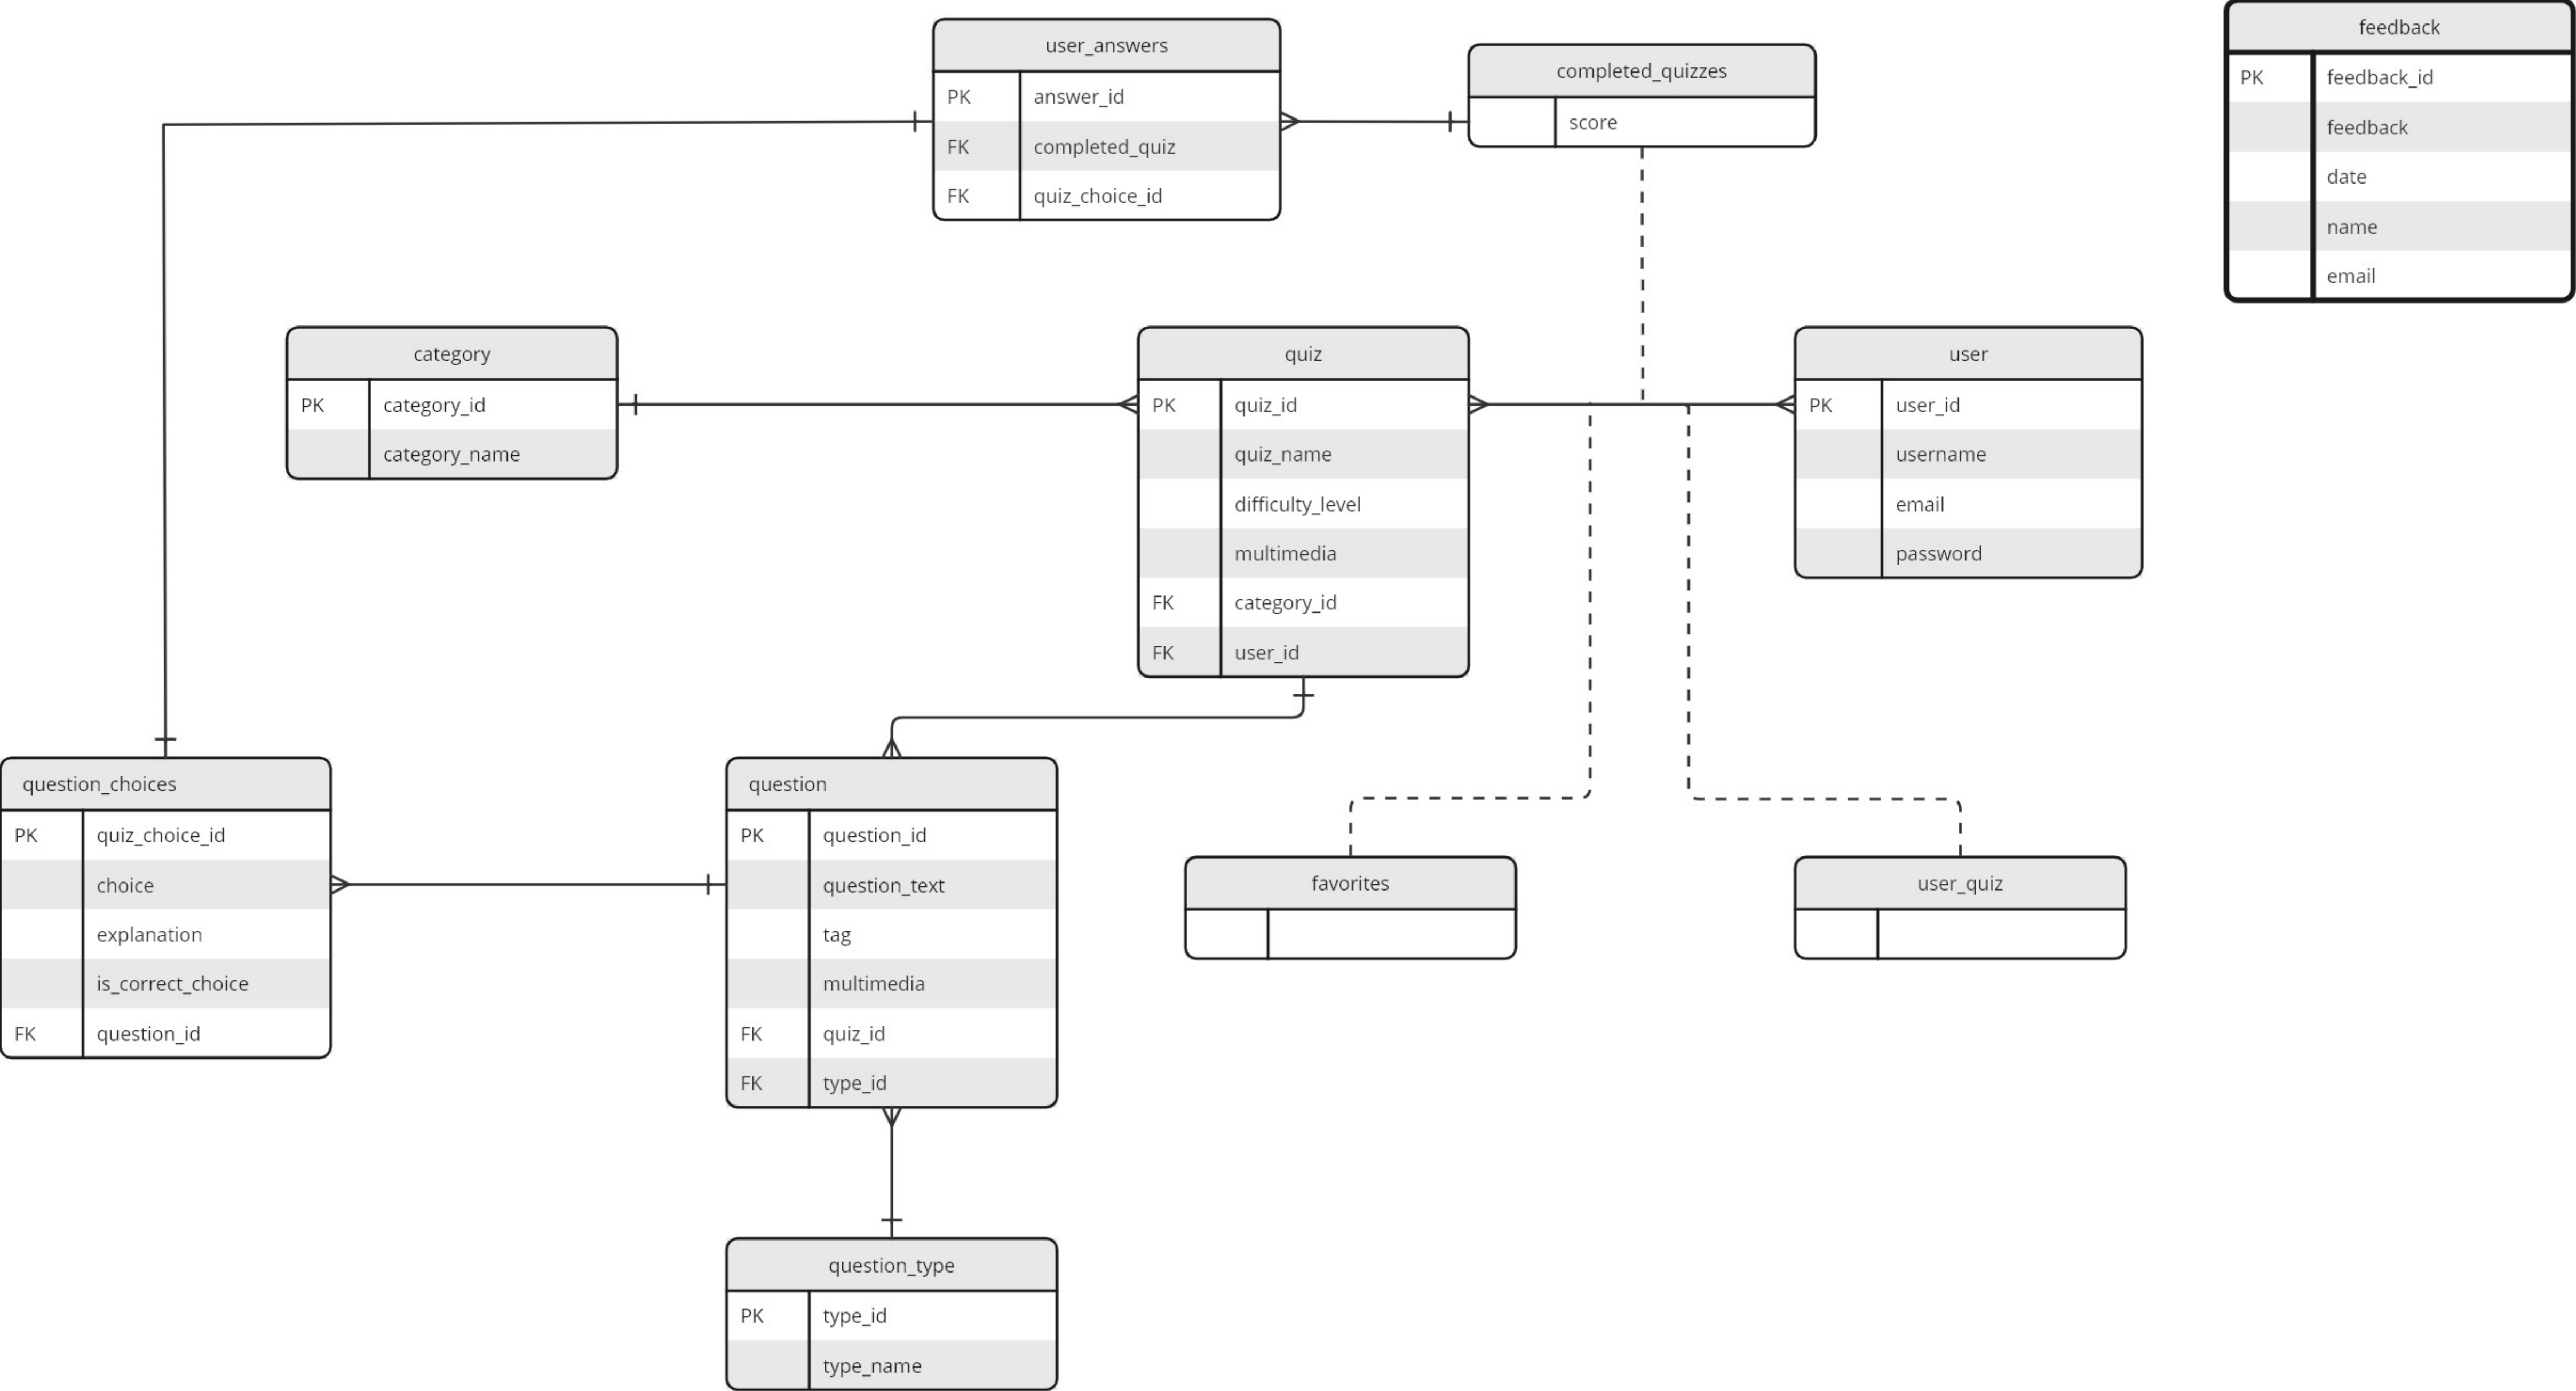 user_answers
PK answer_id
FK completed_quiz
FK quiz_choice_id
completed_quizzes
score
feedback
PK feedback_id
feedback
date
name
email
category
PK category_id
category_name
quiz
PK quiz_id
quiz_name
difficulty_level
multimedia
FK category_id
FK user_id
user
PK user_id
username
email
password
question_choices
PK quiz_choice_id
choice
explanation
is_correct_choice
FK question_id
question
PK question_id
question_text
tag
multimedia
FK quiz_id
FK type_id
favorites
user_quiz
question_type
PK type_id
type_name